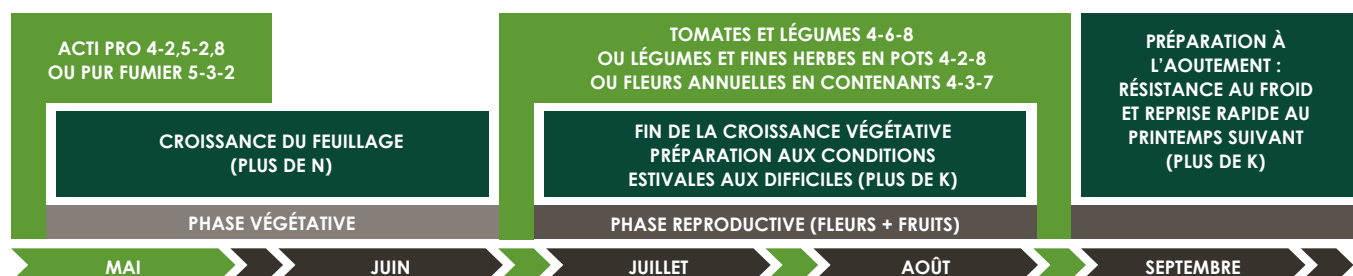 ACTI PRO 4-2,5-2,8
OU PUR FUMIER 5-3-2
CROISSANCE DU FEUILLAGE
(PLUS DE N)
PHASE VÉGÉTATIVE
TOMATES ET LÉGUMES 4-6-8
OU LÉGUMES ET FINES HERBES EN POTS 4-2-8
OU FLEURS ANNUELLES EN CONTENANTS 4-3-7
FIN DE LA CROISSANCE VÉGÉTATIVE
PRÉPARATION AUX CONDITIONS
ESTIVALES AUX DIFFICILES (PLUS DE K)
PHASE REPRODUCTIVE (FLEURS + FRUITS)
PRÉPARATION À
L'AOUTEMENT :
RÉSISTANCE AU FROID
ET REPRISE RAPIDE AU
PRINTEMPS SUIVANT
(PLUS DE K)
MAI
JUIN
JUILLET
AOÛT
SEPTEMBRE